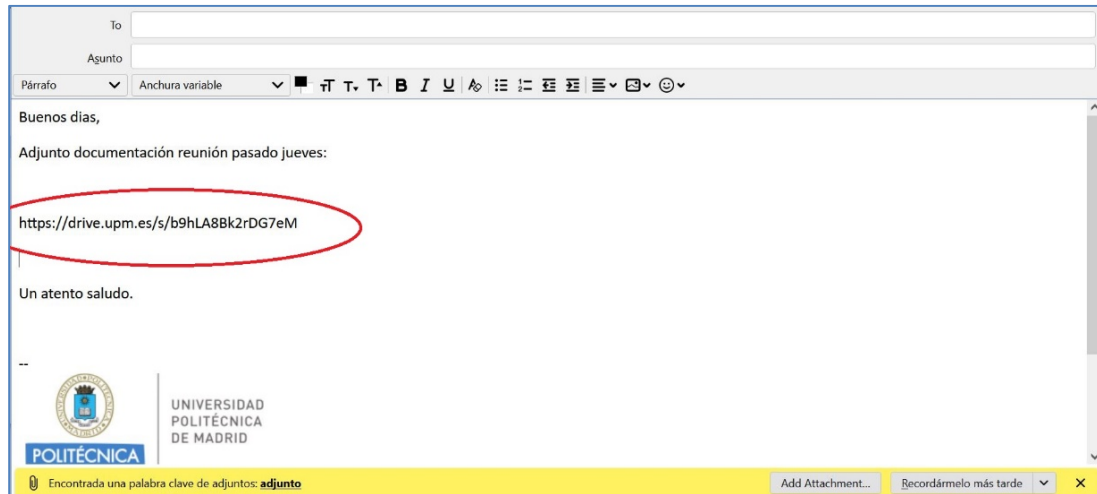 To
Asunto
Párrafo Anchura variable
Buenos dias,
Adjunto documentación reunión pasado jueves:
https://drive.upm.es/s/b9hLA8Bk2rDG7eM
Un atento saludo.
--
UNIVERSIDAD
POLITÉCNICA
DE MADRID
POLITÉCNICA
Encontrada una palabra clave de adjuntos: adjunto Add Attachment... Recordármelo más tarde